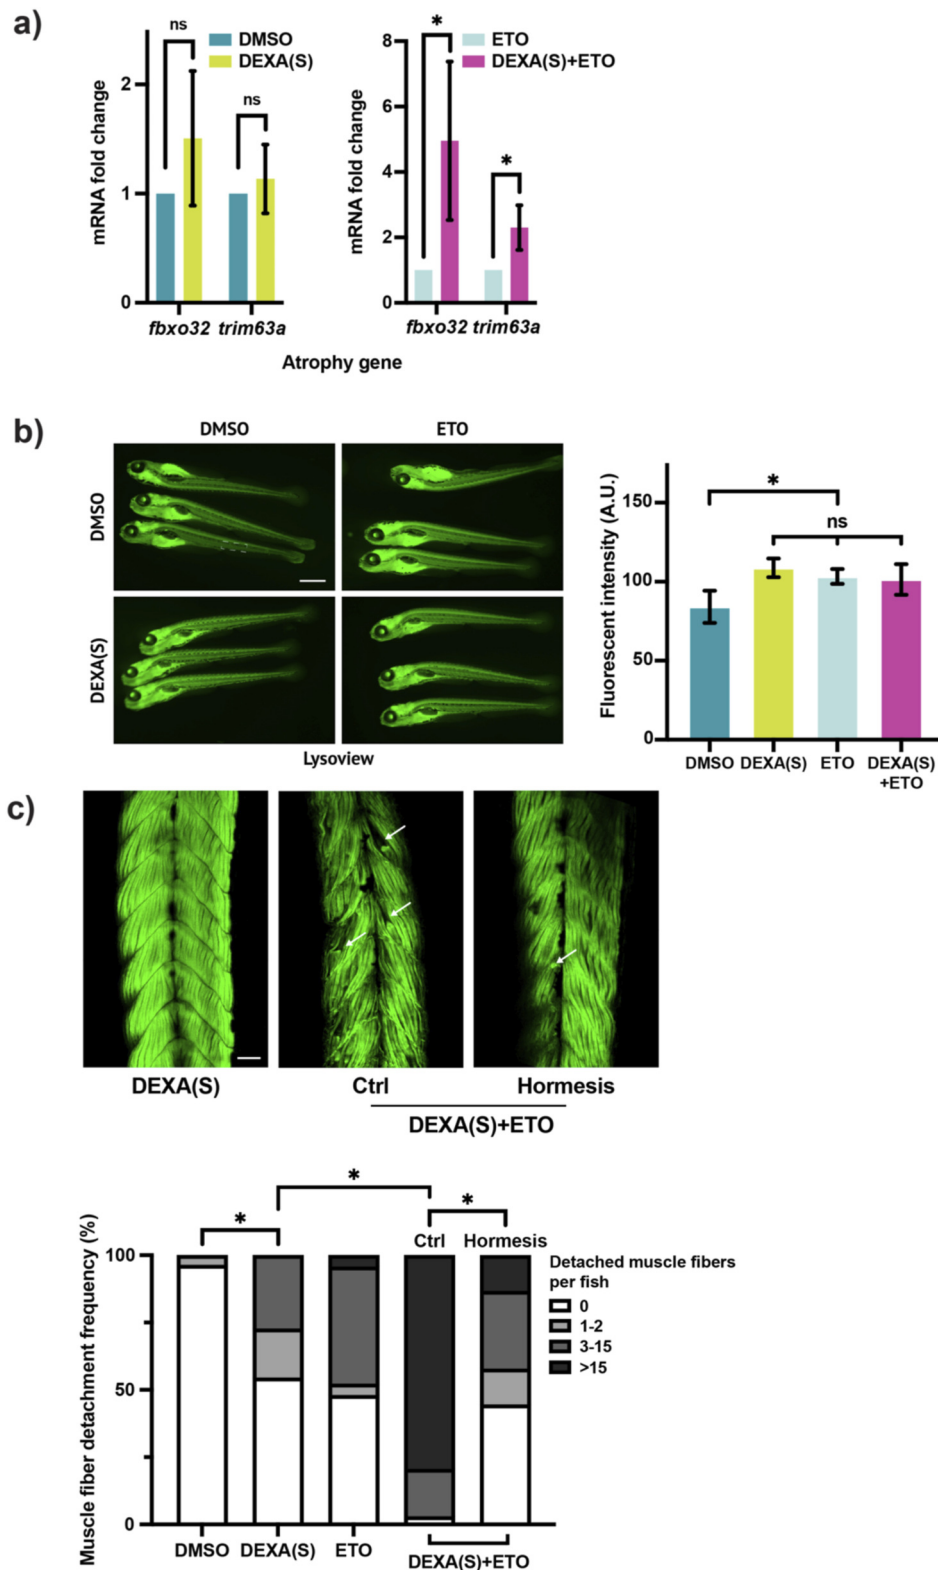 a)
ns
DMSO
DEXA(S)
ns
mRNA fold change
2
1
0
fbxo32 trim63a
*
ETO
DEXA(S)+ETO
*
mRNA fold change
8
6
4
2
0
fbxo32 trim63a
Atrophy gene
b)
DMSO ETO
DMSO
DEXA(S)
Lysoview
*
ns
Fluorescent intensity (A.U.)
150
100
50
0
DMSO DEXA(S) ETO DEXA(S)
+ETO
c)
DEXA(S) Ctrl Hormesis
DEXA(S)+ETO
*
* *
Ctrl Hormesis
Muscle fiber detachment frequency (%)
100
50
0
Detached muscle fibers
per fish
0
1-2
3-15
>15
DMSO DEXA(S) ETO DEXA(S)+ETO